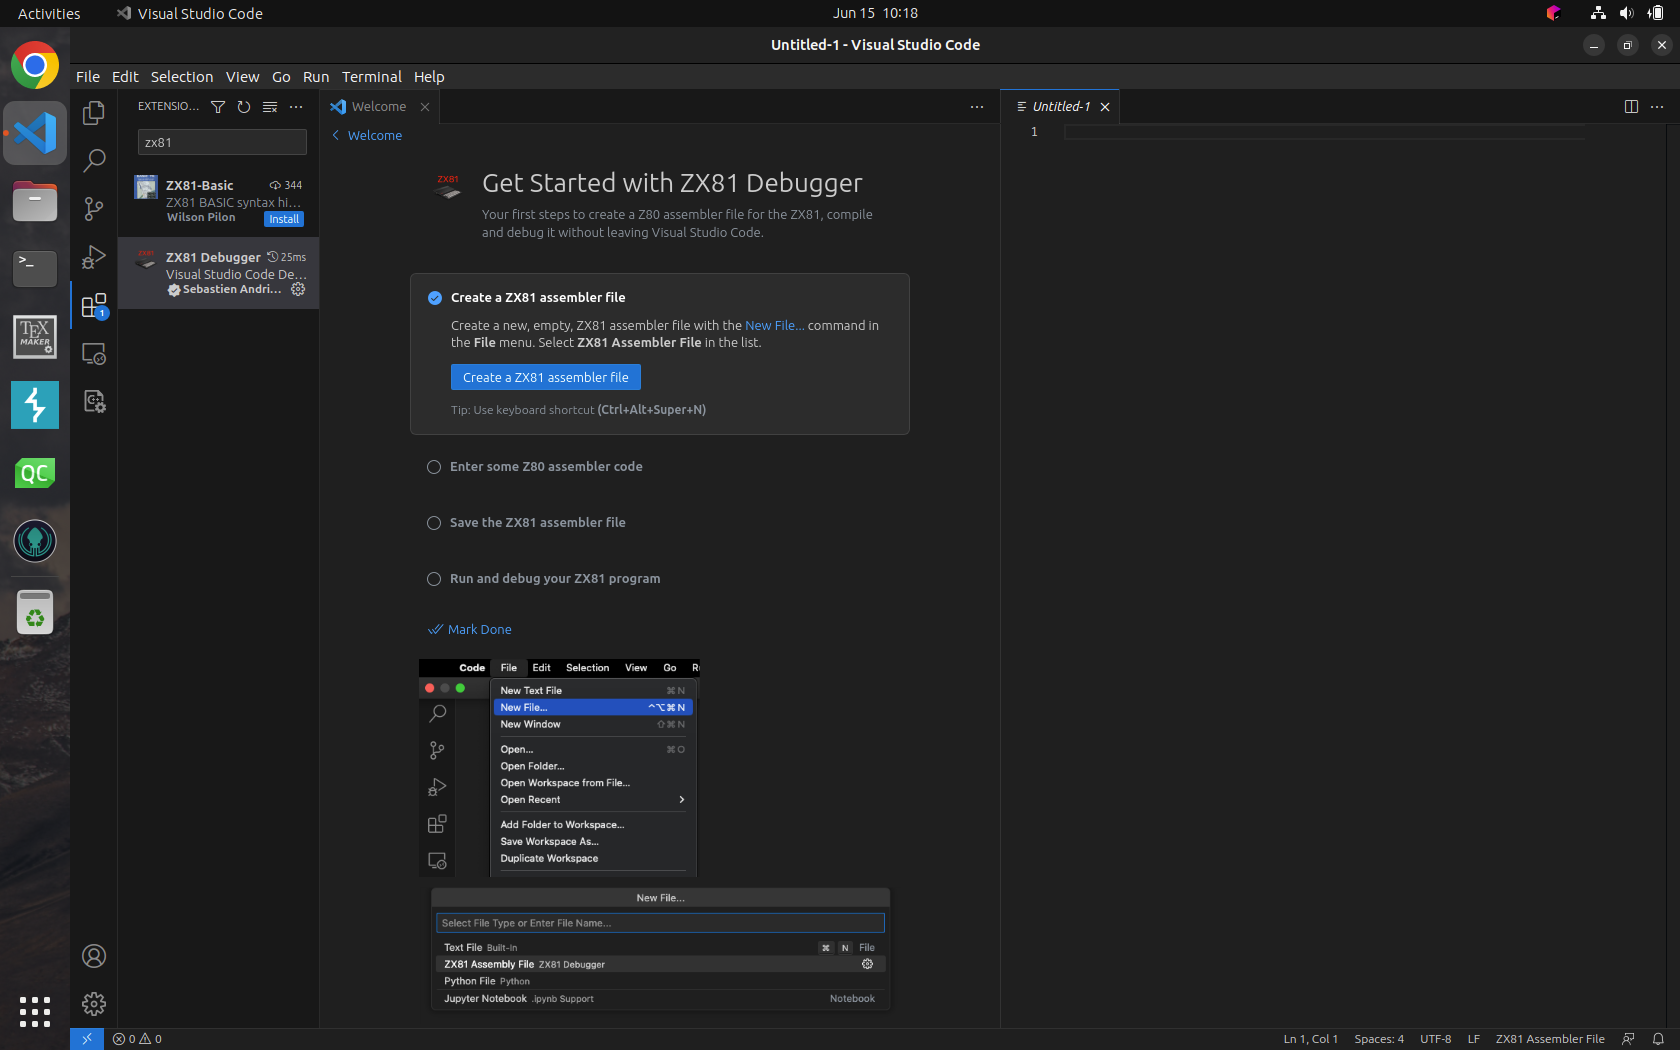 Activities
Visual Studio Code
Jun 15 10:18
Untitled-1 - Visual Studio Code
File Edit Selection View Go Run Terminal Help
EXTENSIO...
Welcome
Untitled-1
zx81
Welcome
1
ZX81-Basic 344
ZX81 BASIC syntax hi...
Wilson Pilon
Install
ZX81 Debugger 25ms
Visual Studio Code De...
Sebastien Andri...
1
ZX81
Get Started with ZX81 Debugger
Your first steps to create a Z80 assembler file for the ZX81, compile
and debug it without leaving Visual Studio Code.
Create a ZX81 assembler file
Create a new, empty, ZX81 assembler file with the New File... command in
the File menu. Select ZX81 Assembler File in the list.
Create a ZX81 assembler file
Tip: Use keyboard shortcut (Ctrl+Alt+Super+N)
Enter some Z80 assembler code
Save the ZX81 assembler file
Run and debug your ZX81 program
Mark Done
Code File Edit Selection View Go R
New Text File ⌘ N
New File... ^⌥⌘ N
New Window ⇧⌘ N
Open... ⌘ O
Open Folder...
Open Workspace from File...
Open Recent
Add Folder to Workspace...
Save Workspace As...
Duplicate Workspace
New File...
Select File Type or Enter File Name...
Text File Built-In ⌘ N File
ZX81 Assembly File ZX81 Debugger
Python File Python
Jupyter Notebook .ipynb Support Notebook
TEX
MAKER
QC
0 0
Ln 1, Col 1 Spaces: 4 UTF-8 LF ZX81 Assembler File